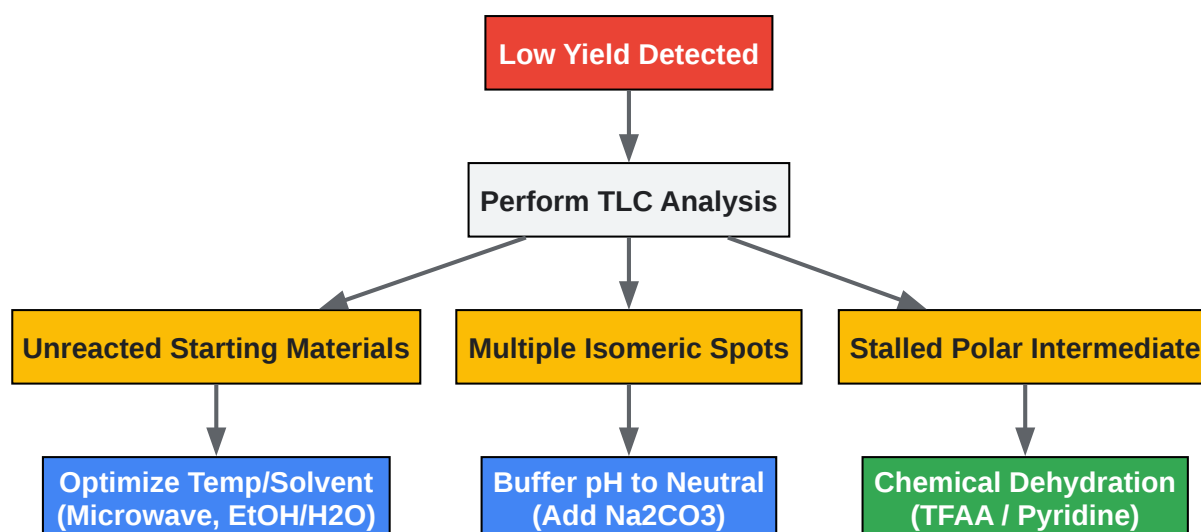 Low Yield Detected
Perform TLC Analysis
Unreacted Starting Materials
Multiple Isomeric Spots
Stalled Polar Intermediate
Optimize Temp/Solvent
(Microwave, EtOH/H2O)
Buffer pH to Neutral
(Add Na2CO3)
Chemical Dehydration
(TFAA / Pyridine)